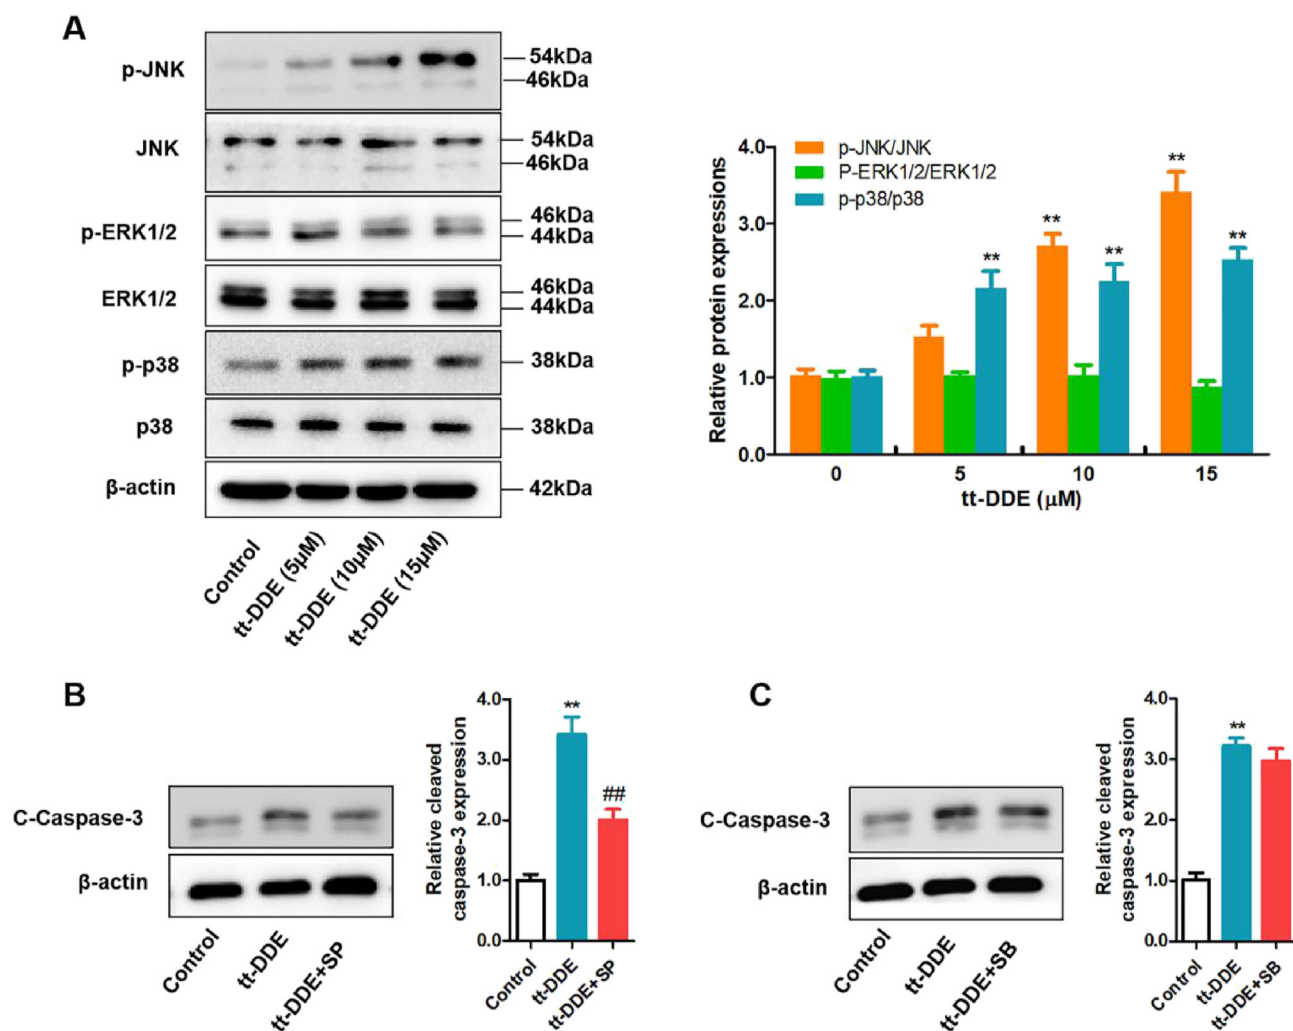 A
p-JNK
54kDa
46kDa
JNK
54kDa
46kDa
p-ERK1/2
46kDa
44kDa
ERK1/2
46kDa
44kDa
p-p38
38kDa
p38
38kDa
β-actin
42kDa
Control
tt-DDE (5μM)
tt-DDE (10μM)
tt-DDE (15μM)
Relative protein expressions
4.0
3.0
2.0
1.0
0.0
p-JNK/JNK
P-ERK1/2/ERK1/2
p-p38/p38
**
**
**
**
**
0
5
10
15
tt-DDE (μM)
B
C-Caspase-3
β-actin
Control
tt-DDE
tt-DDE+SP
Relative cleaved
caspase-3 expression
4.0
3.0
2.0
1.0
0.0
**
##
Control
tt-DDE
tt-DDE+SP
C
C-Caspase-3
β-actin
Control
tt-DDE
tt-DDE+SB
Relative cleaved
caspase-3 expression
4.0
3.0
2.0
1.0
0.0
**
Control
tt-DDE
tt-DDE+SB